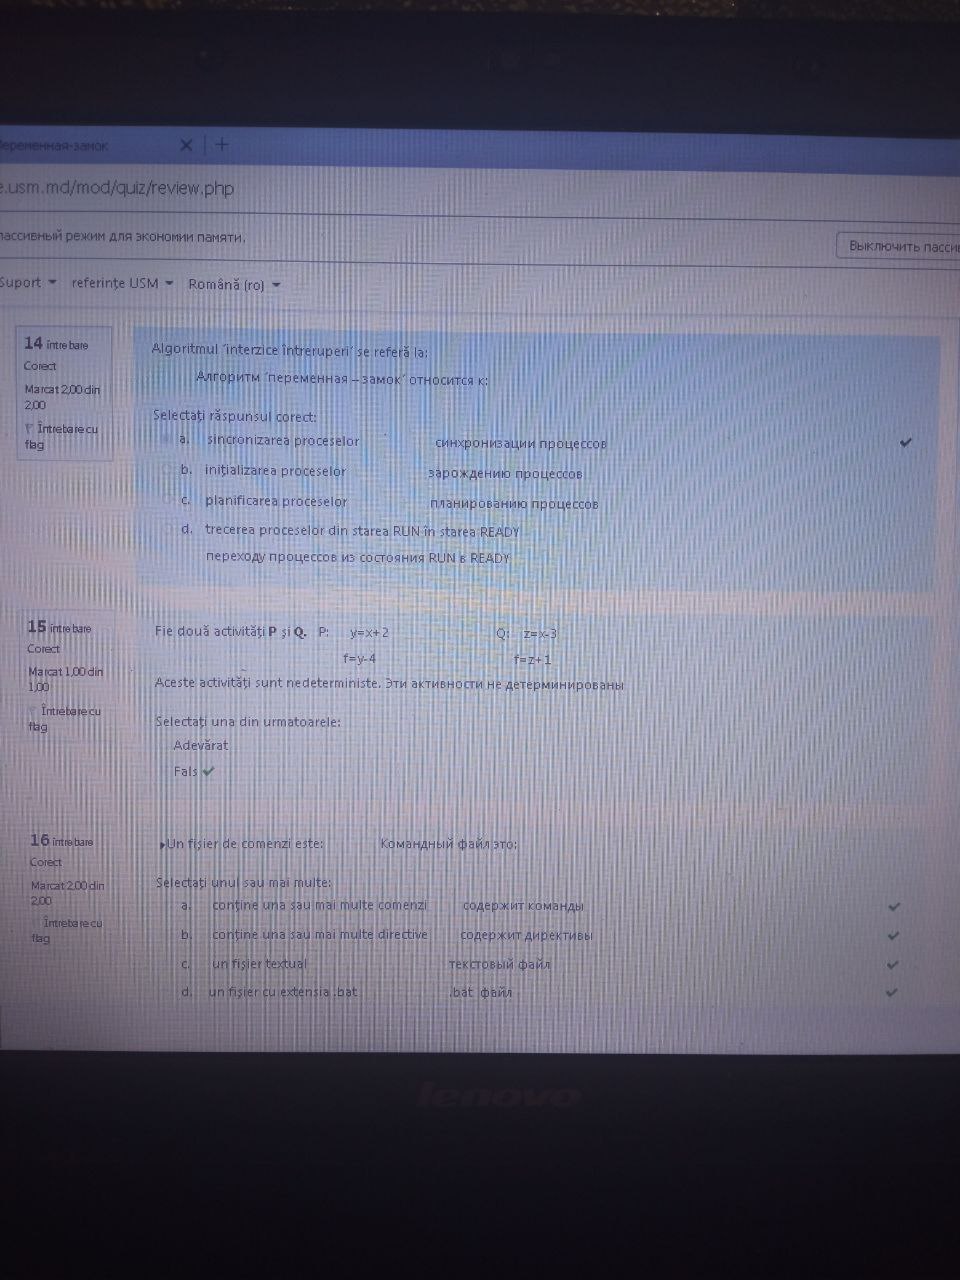 переменная-замок × +
e.usm.md/mod/quiz/review.php
пассивный режим для экономии памяти. Выключить пасси
Suport referințe USM Română (ro)
14 întrebare
Corect
Marcat 2,00 din
2,00
Întrebare cu
flag
Algoritmul ´interzice întreruperi´ se referă la:
Алгоритм ´переменная – замок´ относится к:
Selectați răspunsul corect:
a. sincronizarea proceselor синхронизации процессов
b. inițializarea proceselor зарождению процессов
c. planificarea proceselor планированию процессов
d. trecerea proceselor din starea RUN în starea READY
переходу процессов из состояния RUN в READY
15 întrebare
Corect
Marcat 1,00 din
1,00
Întrebare cu
flag
Fie două activități P și Q. P: y=x+2 Q: z=x-3
f=y-4 f=z+1
Aceste activități sunt nedeterministe. Эти активности не детерминированы
Selectați una din urmatoarele:
Adevărat
Fals
16 întrebare
Corect
Marcat 2,00 din
2,00
Întrebare cu
flag
Un fișier de comenzi este: Командный файл это:
Selectați unul sau mai multe:
a. conține una sau mai multe comenzi содержит команды
b. conține una sau mai multe directive содержит директивы
c. un fișier textual текстовый файл
d. un fișier cu extensia .bat .bat файл
lenovo